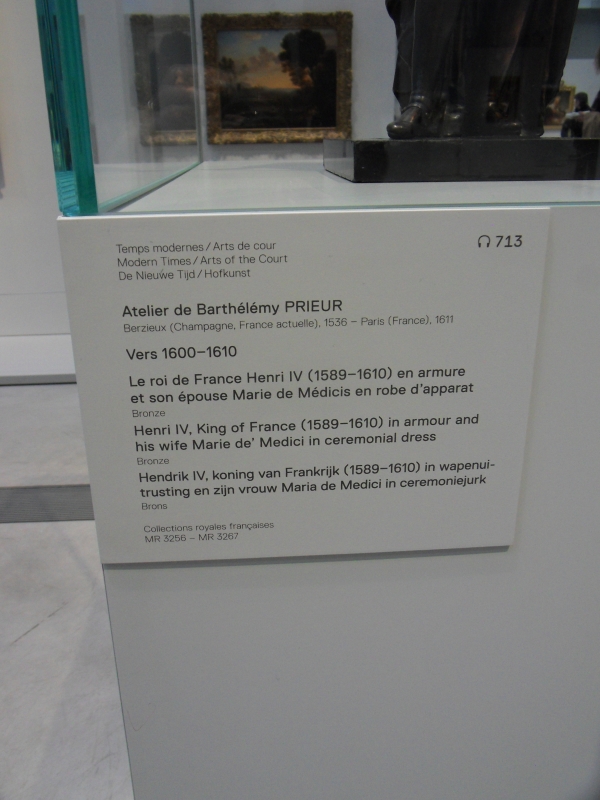 Temps modernes / Arts de cour
Modern Times / Arts of the Court
De Nieuwe Tijd / Hofkunst
713
Atelier de Barthélémy PRIEUR
Berzieux (Champagne, France actuelle), 1536 – Paris (France), 1611
Vers 1600–1610
Le roi de France Henri IV (1589–1610) en armure
et son épouse Marie de Médicis en robe d'apparat
Bronze
Henri IV, King of France (1589–1610) in armour and
his wife Marie de' Medici in ceremonial dress
Bronze
Hendrik IV, koning van Frankrijk (1589–1610) in wapenui-
trusting en zijn vrouw Maria de Medici in ceremoniejurk
Brons
Collections royales françaises
MR 3256 – MR 3267